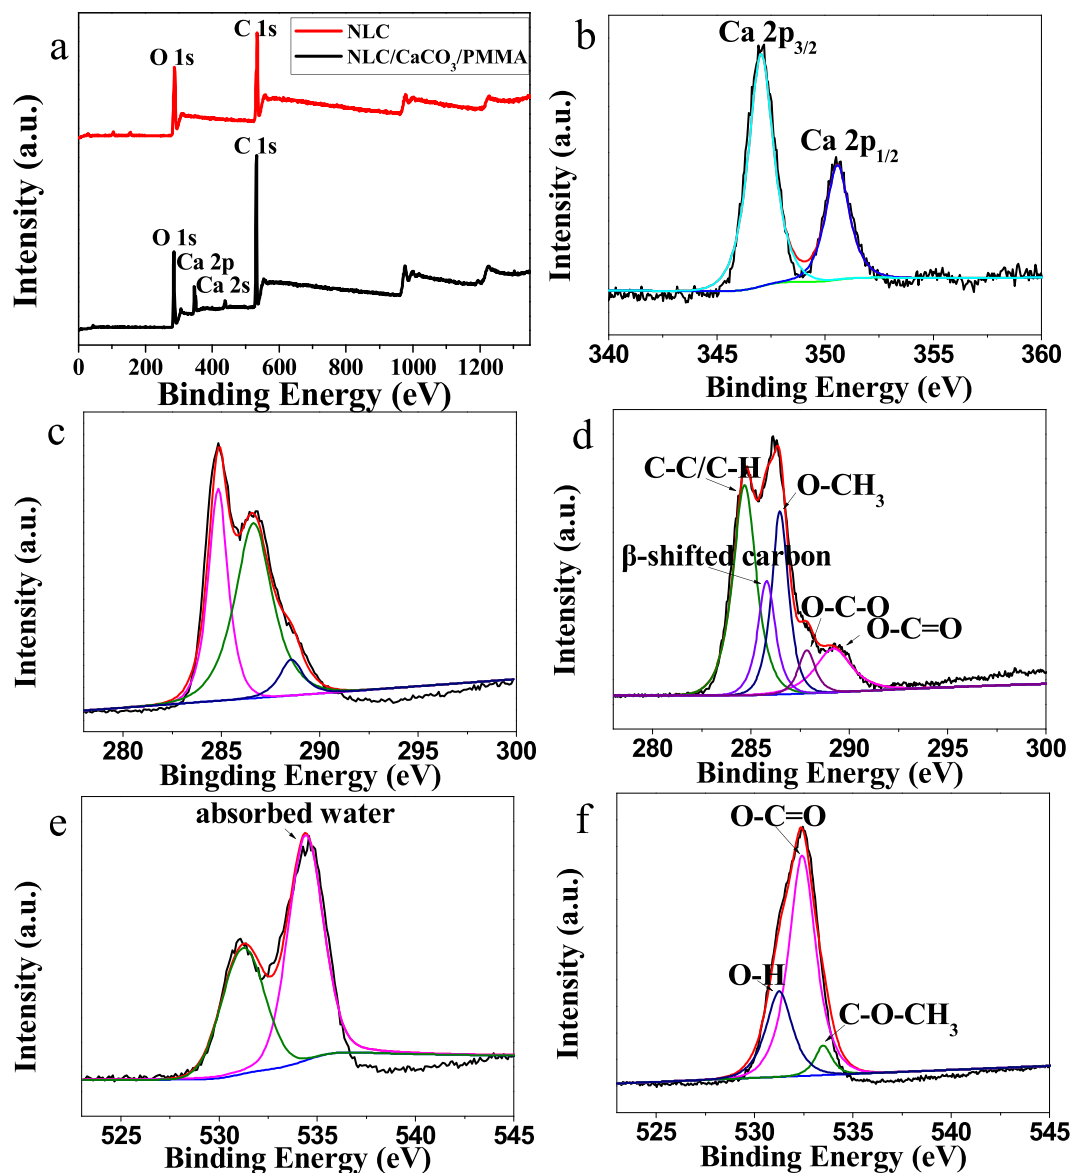 a
C 1s
NLC
NLC/CaCO₃/PMMA
O 1s
C 1s
O 1s
Ca 2p
Ca 2s
Intensity (a.u.)
0 200 400 600 800 1000 1200
Binding Energy (eV)
b
Ca 2p₃/₂
Ca 2p₁/₂
Intensity (a.u.)
340 345 350 355 360
Binding Energy (eV)
c
Intensity (a.u.)
280 285 290 295 300
Bingding Energy (eV)
d
C-C/C-H
O-CH₃
β-shifted carbon
O-C-O
O-C=O
Intensity (a.u.)
280 285 290 295 300
Binding Energy (eV)
e
absorbed water
Intensity (a.u.)
525 530 535 540 545
Binding Energy (eV)
f
O-C=O
O-H
C-O-CH₃
Intensity (a.u.)
525 530 535 540 545
Binding Energy (eV)